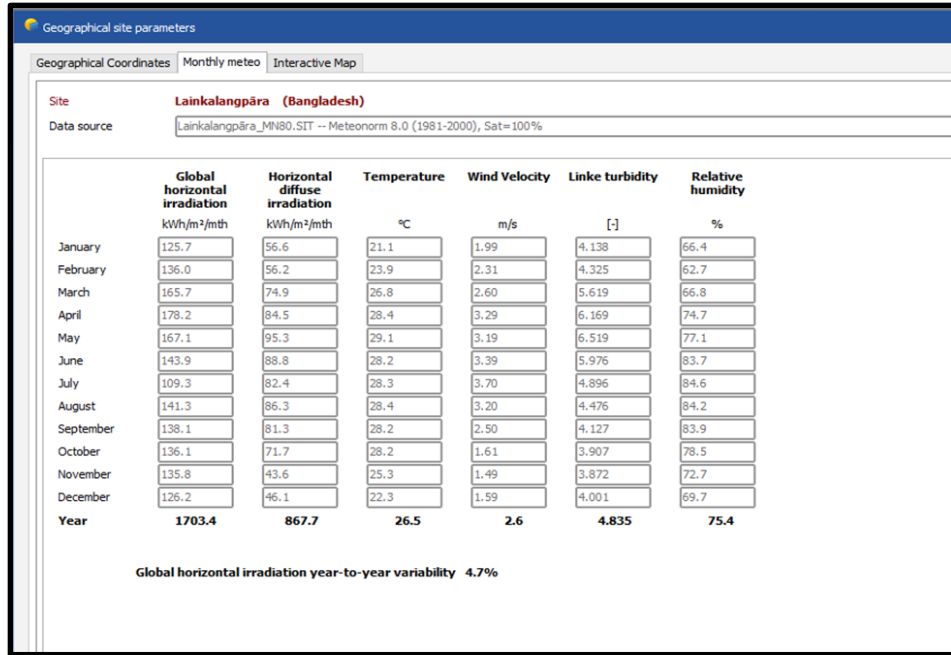 Geographical site parameters
Geographical Coordinates Monthly meteo Interactive Map
Site Lainkalangpāra (Bangladesh)
Data source Lainkalangpāra_MN80.SIT -- Meteonorm 8.0 (1981-2000), Sat=100%
Global Horizontal Temperature Wind Velocity Linke turbidity Relative
horizontal diffuse humidity
irradiation irradiation
kWh/m²/mth kWh/m²/mth °C m/s [-] %
January 125.7 56.6 21.1 1.99 4.138 66.4
February 136.0 56.2 23.9 2.31 4.325 62.7
March 165.7 74.9 26.8 2.60 5.619 66.8
April 178.2 84.5 28.4 3.29 6.169 74.7
May 167.1 95.3 29.1 3.19 6.519 77.1
June 143.9 88.8 28.2 3.39 5.976 83.7
July 109.3 82.4 28.3 3.70 4.896 84.6
August 141.3 86.3 28.4 3.20 4.476 84.2
September 138.1 81.3 28.2 2.50 4.127 83.9
October 136.1 71.7 28.2 1.61 3.907 78.5
November 135.8 43.6 25.3 1.49 3.872 72.7
December 126.2 46.1 22.3 1.59 4.001 69.7
Year 1703.4 867.7 26.5 2.6 4.835 75.4
Global horizontal irradiation year-to-year variability 4.7%